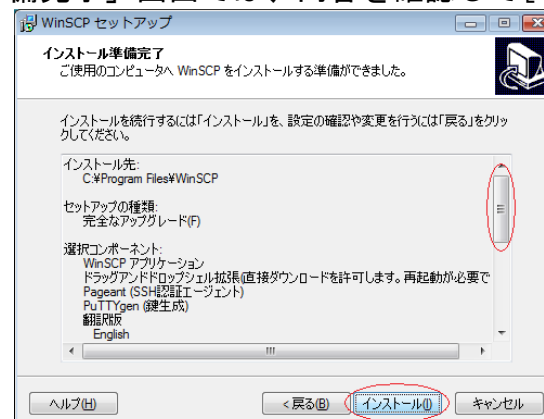 WinSCP セットアップ
インストール準備完了
ご使用のコンピュータへ WinSCP をインストールする準備ができました。
インストールを続行するには「インストール」を、設定の確認や変更を行うには「戻る」をクリッ
クしてください。
インストール先:
C:¥Program Files¥WinSCP
セットアップの種類:
完全なアップグレード(F)
選択コンポーネント:
WinSCP アプリケーション
ドラッグアンドドロップシェル拡張(直接ダウンロードを許可します。再起動が必要で
Pageant (SSH認証エージェント)
PuTTYgen (鍵生成)
翻訳版
English
ヘルプ(H)
< 戻る(B)
インストール(I)
キャンセル